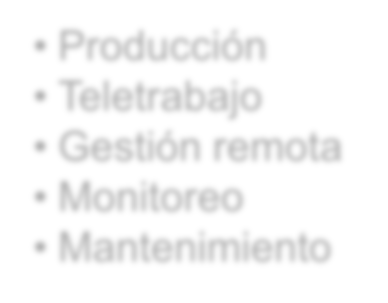 • Producción
• Teletrabajo
• Gestión remota
• Monitoreo
• Mantenimiento